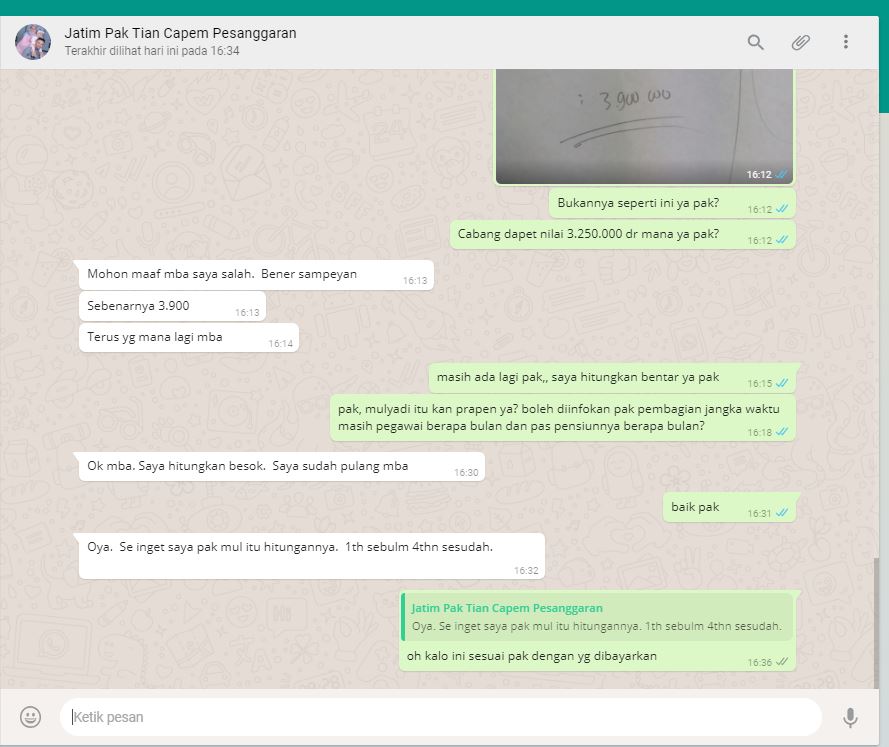 Jatim Pak Tian Capem Pesanggaran
Terakhir dilihat hari ini pada 16:34
: 3.900 000
16:12
Bukannya seperti ini ya pak?
16:12
Cabang dapet nilai 3.250.000 dr mana ya pak?
16:12
Mohon maaf mba saya salah. Bener sampeyan
16:13
Sebenarnya 3.900
16:13
Terus yg mana lagi mba
16:14
masih ada lagi pak,, saya hitungkan bentar ya pak
16:15
pak, mulyadi itu kan prapen ya? boleh diinfokan pak pembagian jangka waktu
masih pegawai berapa bulan dan pas pensiunnya berapa bulan?
16:18
Ok mba. Saya hitungkan besok. Saya sudah pulang mba
16:30
baik pak
16:31
Oya. Se inget saya pak mul itu hitungannya. 1th sebulm 4thn sesudah.
16:32
Jatim Pak Tian Capem Pesanggaran
Oya. Se inget saya pak mul itu hitungannya. 1th sebulm 4thn sesudah.
oh kalo ini sesuai pak dengan yg dibayarkan
16:36
Ketik pesan